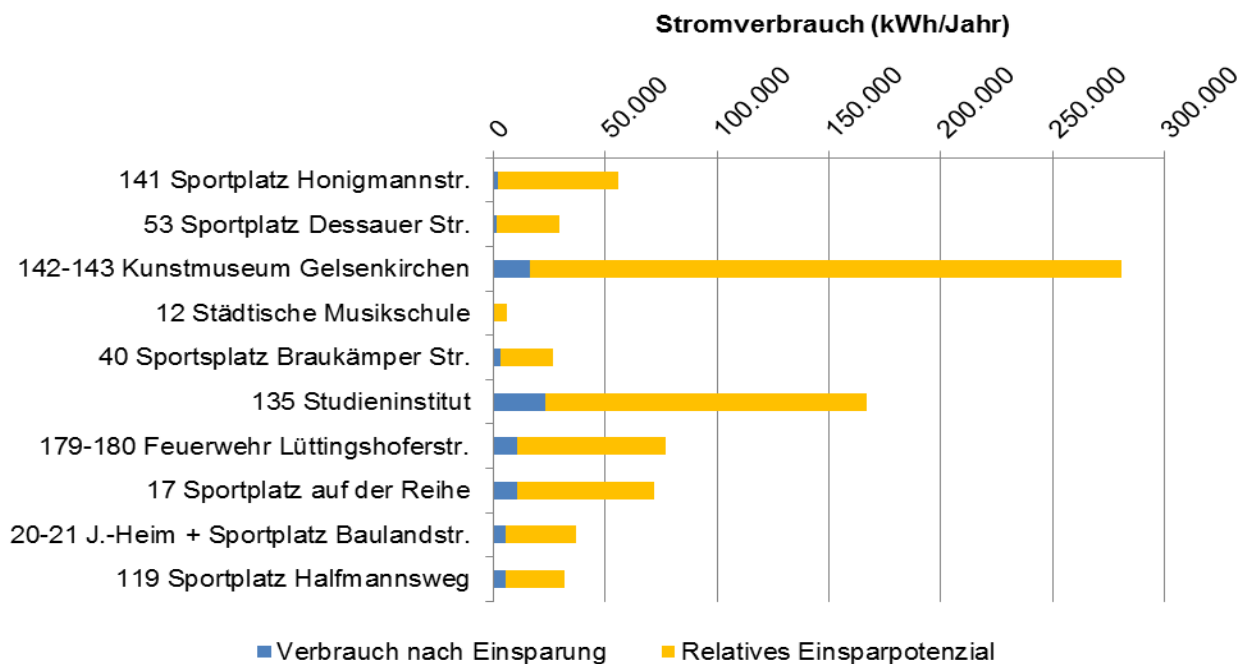 Stromverbrauch (kWh/Jahr)
0
50.000
100.000
150.000
200.000
250.000
300.000
141 Sportplatz Honigmannstr.
53 Sportplatz Dessauer Str.
142-143 Kunstmuseum Gelsenkirchen
12 Städtische Musikschule
40 Sportsplatz Braukämper Str.
135 Studieninstitut
179-180 Feuerwehr Lüttingshoferstr.
17 Sportplatz auf der Reihe
20-21 J.-Heim + Sportplatz Baulandstr.
119 Sportplatz Halfmannsweg
Verbrauch nach Einsparung
Relatives Einsparpotenzial